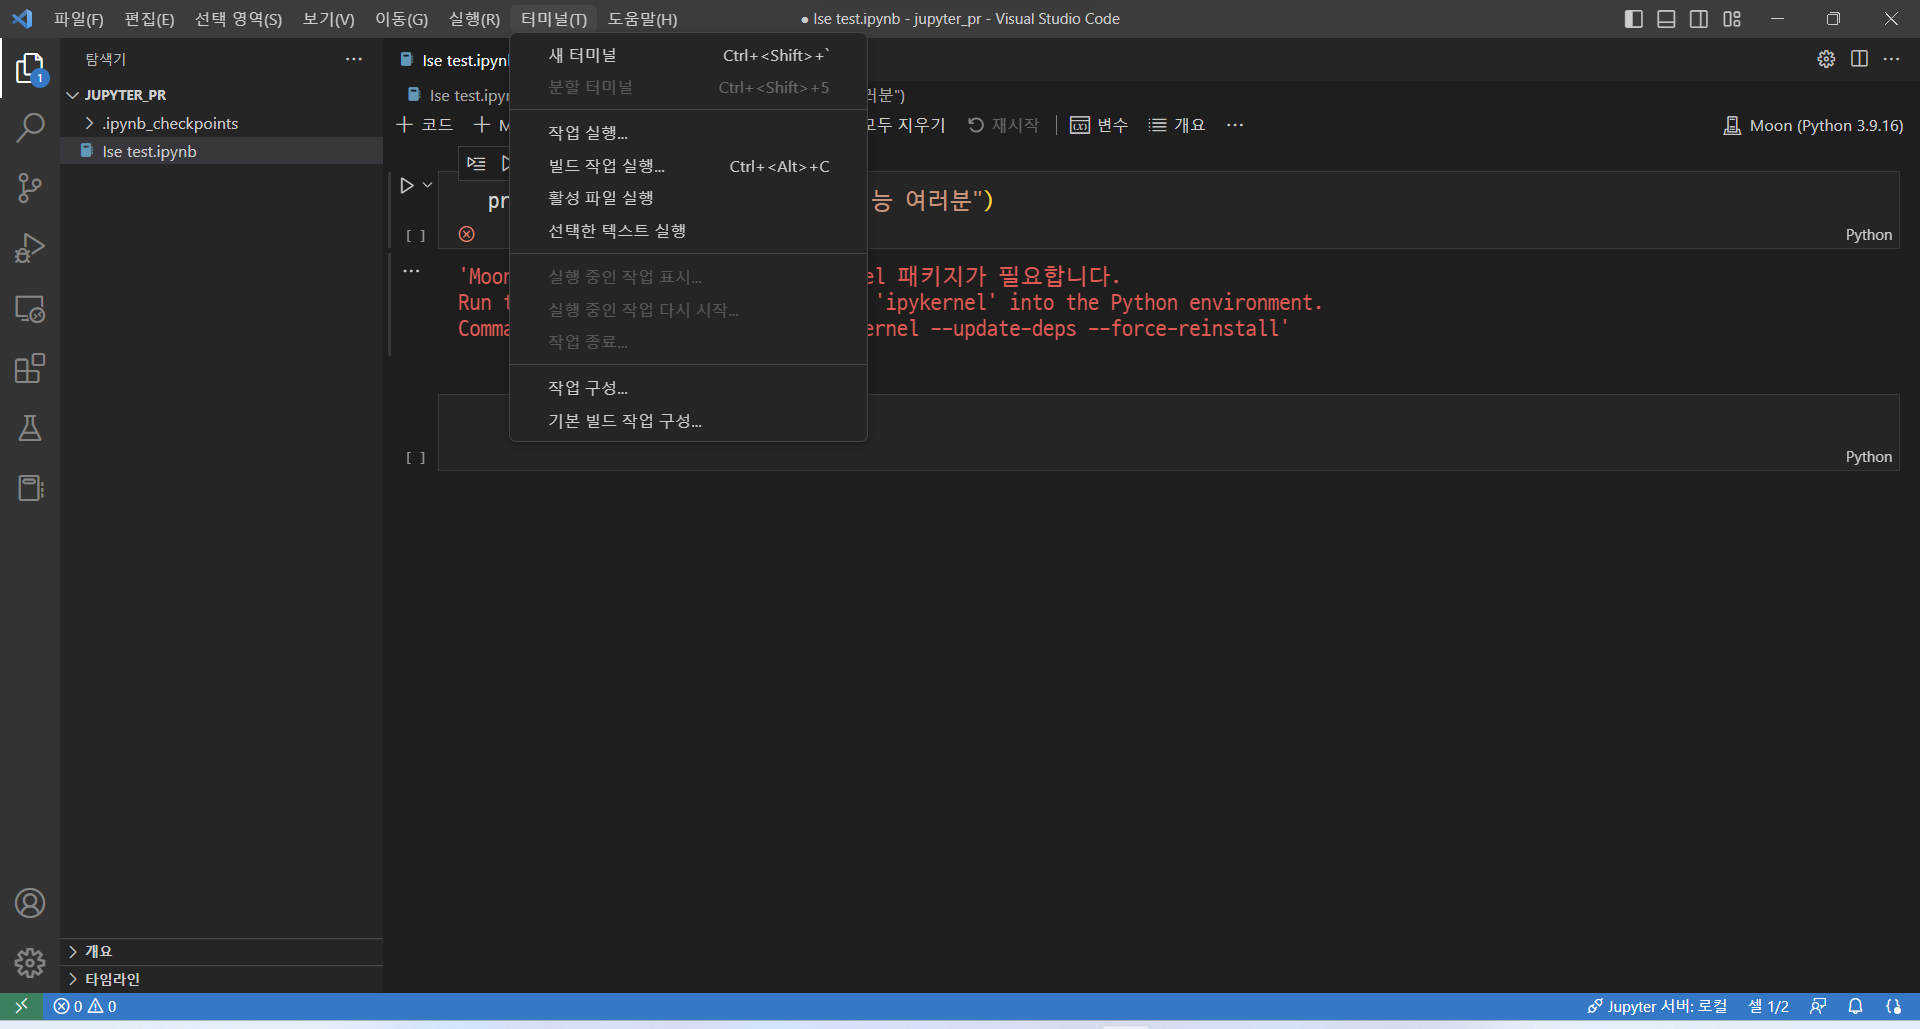 파일(F) 편집(E) 선택 영역(S) 보기(V) 이동(G) 실행(R) 터미널(T) 도움말(H) ● lse test.ipynb - jupyter_pr - Visual Studio Code
탐색기 ···
1
JUPYTER_PR
.ipynb_checkpoints
lse test.ipynb
개요
타임라인
lse test.ipynb
lse test.ipyn
러분")
+ 코드 + M
모두 지우기 재시작 변수 개요 ···
Moon (Python 3.9.16)
새 터미널 Ctrl+<Shift>+`
분할 터미널 Ctrl+<Shift>+5
작업 실행...
빌드 작업 실행... Ctrl+<Alt>+C
활성 파일 실행
선택한 텍스트 실행
실행 중인 작업 표시...
실행 중인 작업 다시 시작...
작업 종료...
작업 구성...
기본 빌드 작업 구성...
pr
능 여러분")
[ ]
Python
'Moon
el 패키지가 필요합니다.
Run t
'ipykernel' into the Python environment.
Comma
ernel --update-deps --force-reinstall'
[ ]
Python
0 0
Jupyter 서버: 로컬 셀 1/2